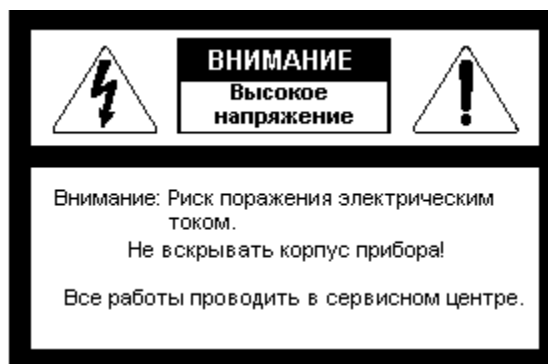 ВНИМАНИЕ
Высокое
напряжение
Внимание: Риск поражения электрическим
током.
Не вскрывать корпус прибора!
Все работы проводить в сервисном центре.